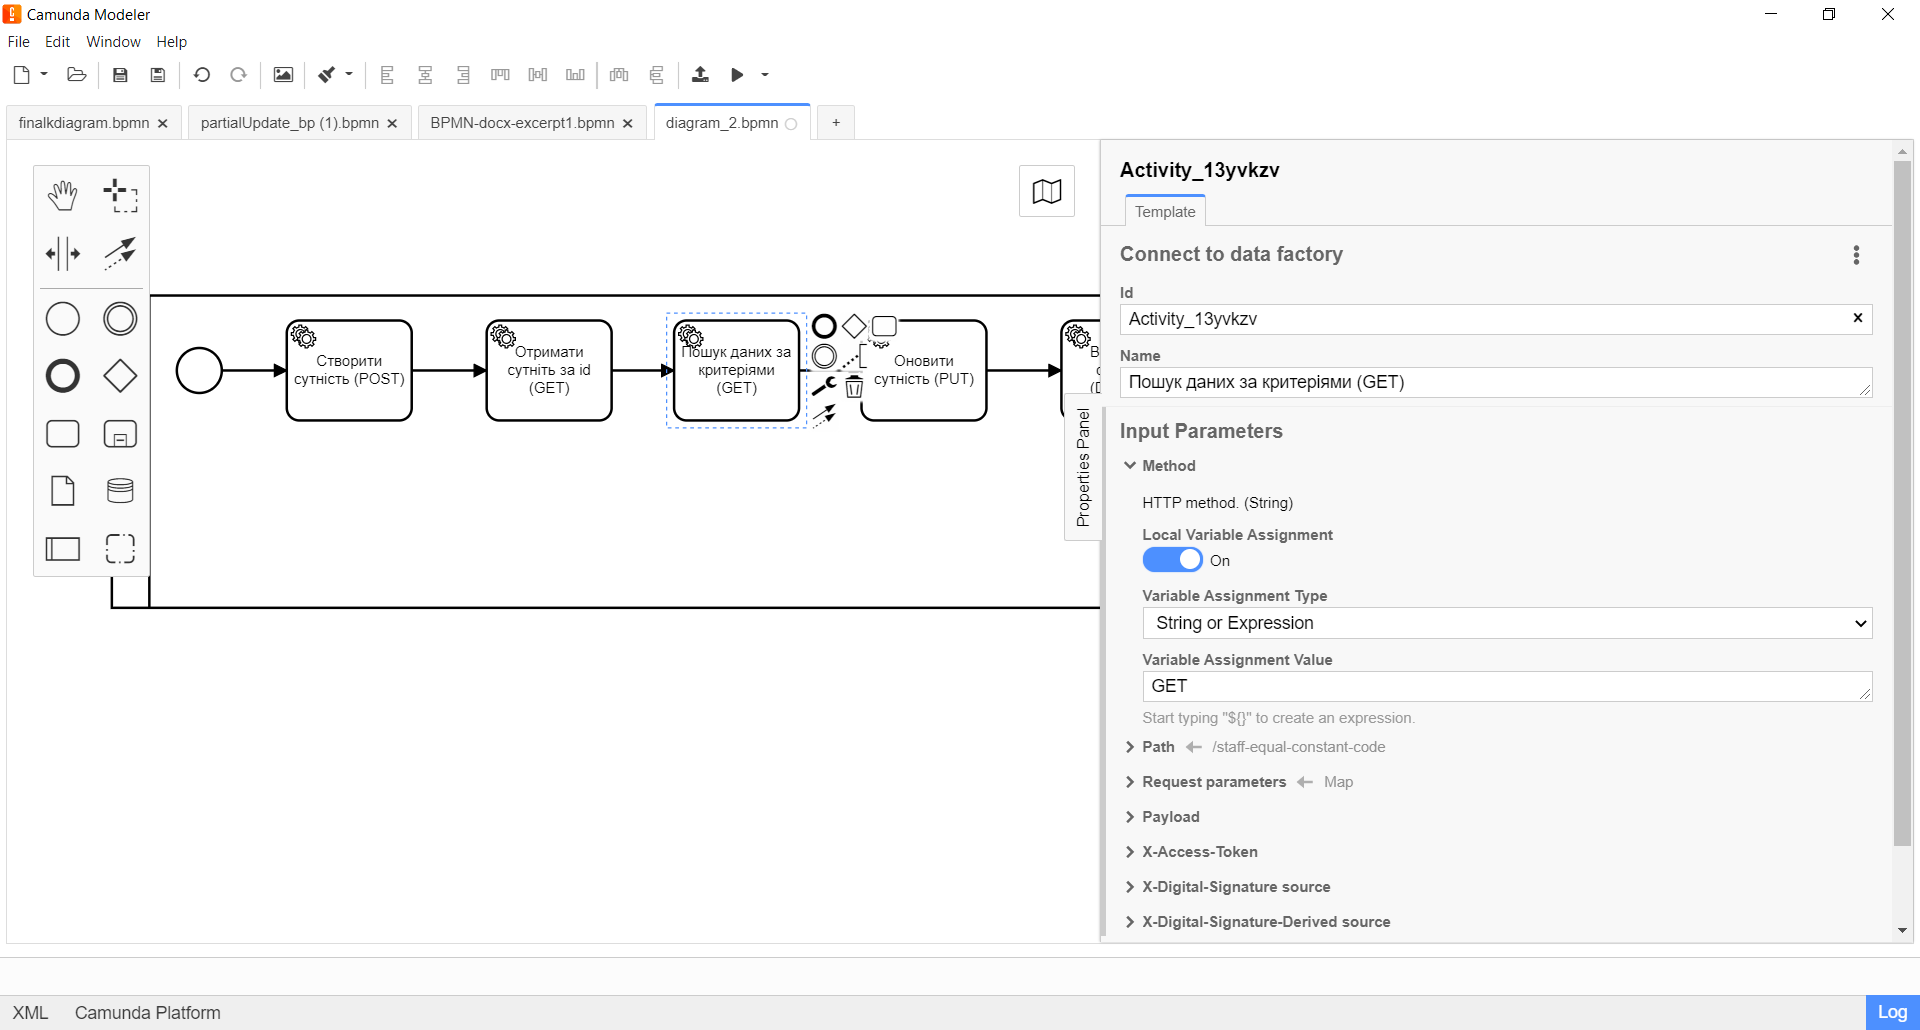 Camunda Modeler
File Edit Window Help
finalkdiagram.bpmn
partialUpdate_bp (1).bpmn
BPMN-docx-excerpt1.bpmn
diagram_2.bpmn
+
Створити
сутність (POST)
Отримати
сутніть за id
(GET)
Пошук даних за
критеріями
(GET)
Оновити
сутність (PUT)
Properties Panel
Activity_13yvkzv
Template
Connect to data factory
Id
Activity_13yvkzv
Name
Пошук даних за критеріями (GET)
Input Parameters
Method
HTTP method. (String)
Local Variable Assignment
On
Variable Assignment Type
String or Expression
Variable Assignment Value
GET
Start typing "${}" to create an expression.
Path ← /staff-equal-constant-code
Request parameters ← Map
Payload
X-Access-Token
X-Digital-Signature source
X-Digital-Signature-Derived source
XML Camunda Platform
Log